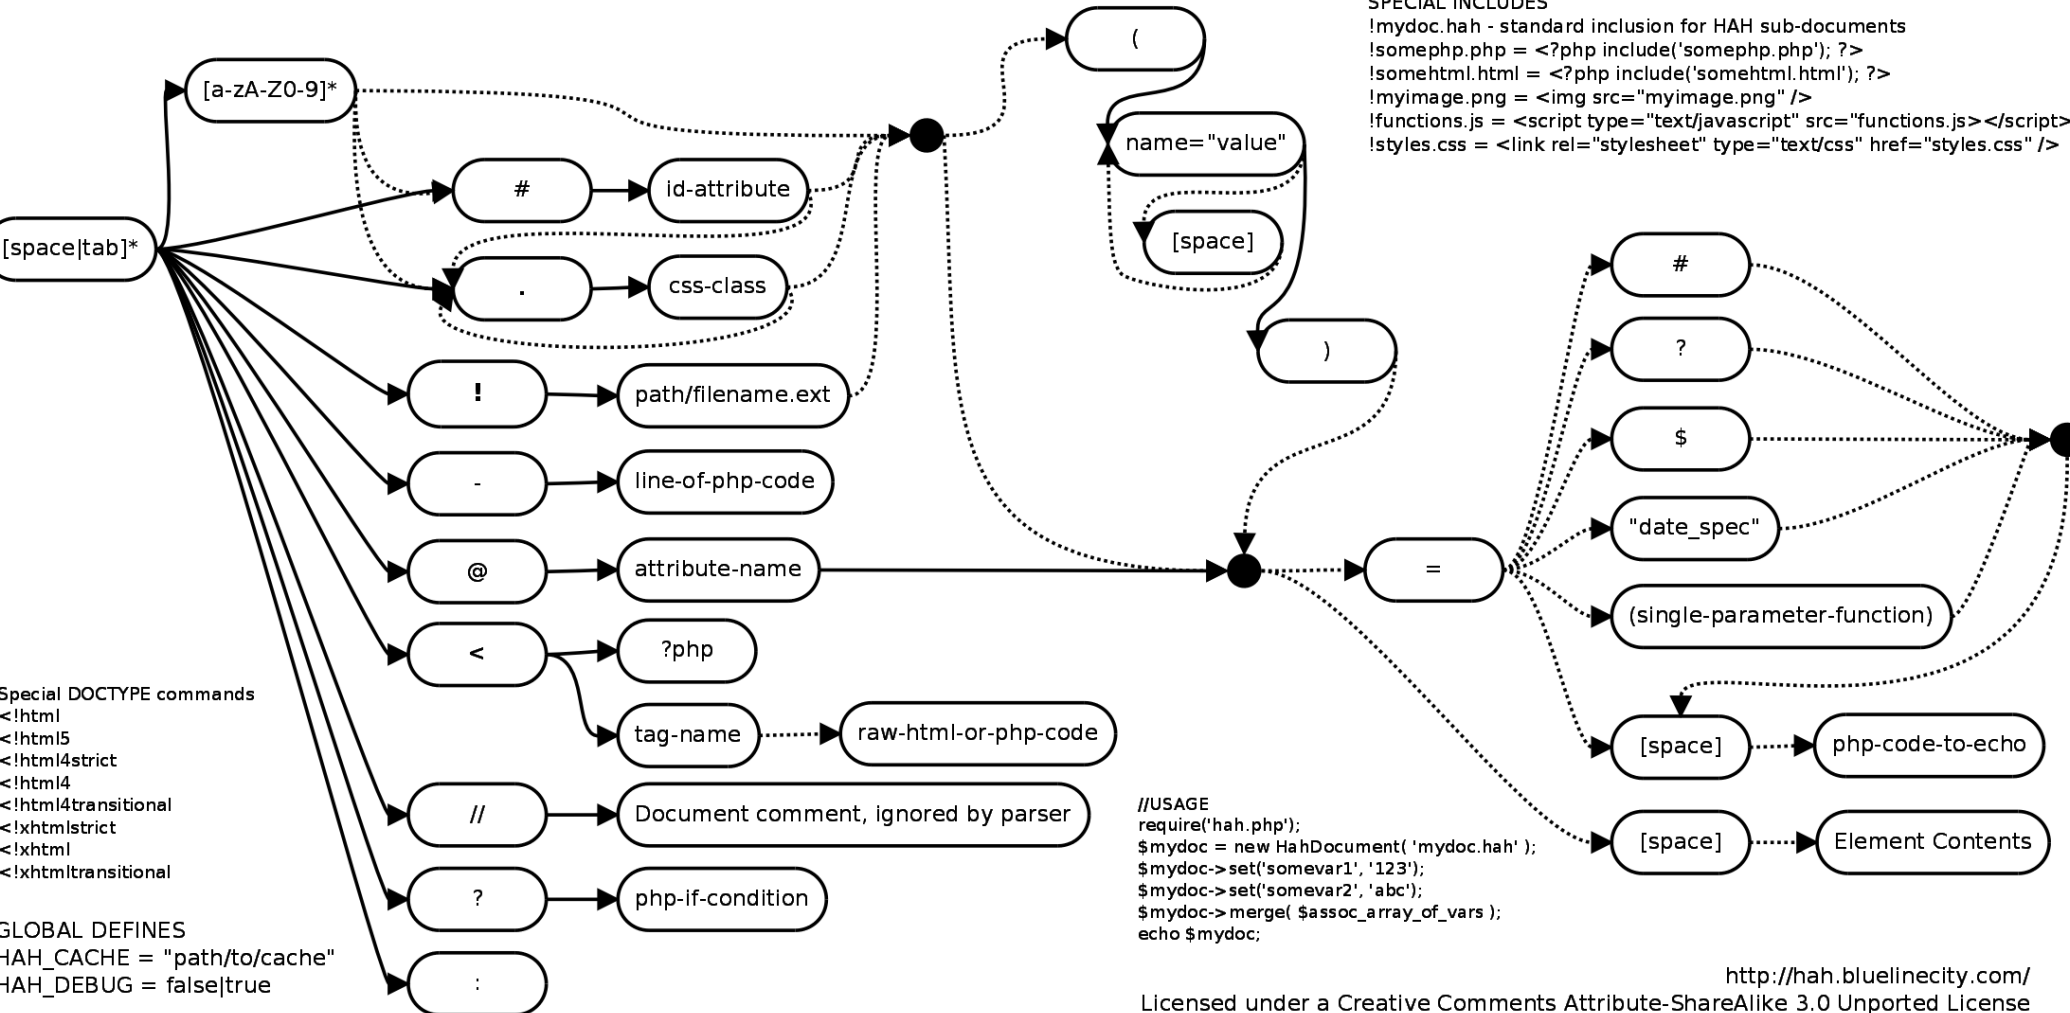 SPECIAL INCLUDES
!mydoc.hah - standard inclusion for HAH sub-documents
!somephp.php = <?php include('somephp.php'); ?>
!somehtml.html = <?php include('somehtml.html'); ?>
!myimage.png = <img src="myimage.png" />
!functions.js = <script type="text/javascript" src="functions.js></script>
!styles.css = <link rel="stylesheet" type="text/css" href="styles.css" />
(
[a-zA-Z0-9]*
name="value"
# id-attribute
[space|tab]*
[space]
. css-class
#
)
?
! path/filename.ext
$
- line-of-php-code
"date_spec"
@ attribute-name
=
(single-parameter-function)
< ?php
tag-name raw-html-or-php-code
[space] php-code-to-echo
// Document comment, ignored by parser
[space] Element Contents
? php-if-condition
:
Special DOCTYPE commands
<!html
<!html5
<!html4strict
<!html4
<!html4transitional
<!xhtmlstrict
<!xhtml
<!xhtmltransitional
GLOBAL DEFINES
HAH_CACHE = "path/to/cache"
HAH_DEBUG = false|true
//USAGE
require('hah.php');
$mydoc = new HahDocument( 'mydoc.hah' );
$mydoc->set('somevar1', '123');
$mydoc->set('somevar2', 'abc');
$mydoc->merge( $assoc_array_of_vars );
echo $mydoc;
http://hah.bluelinecity.com/
Licensed under a Creative Comments Attribute-ShareAlike 3.0 Unported License